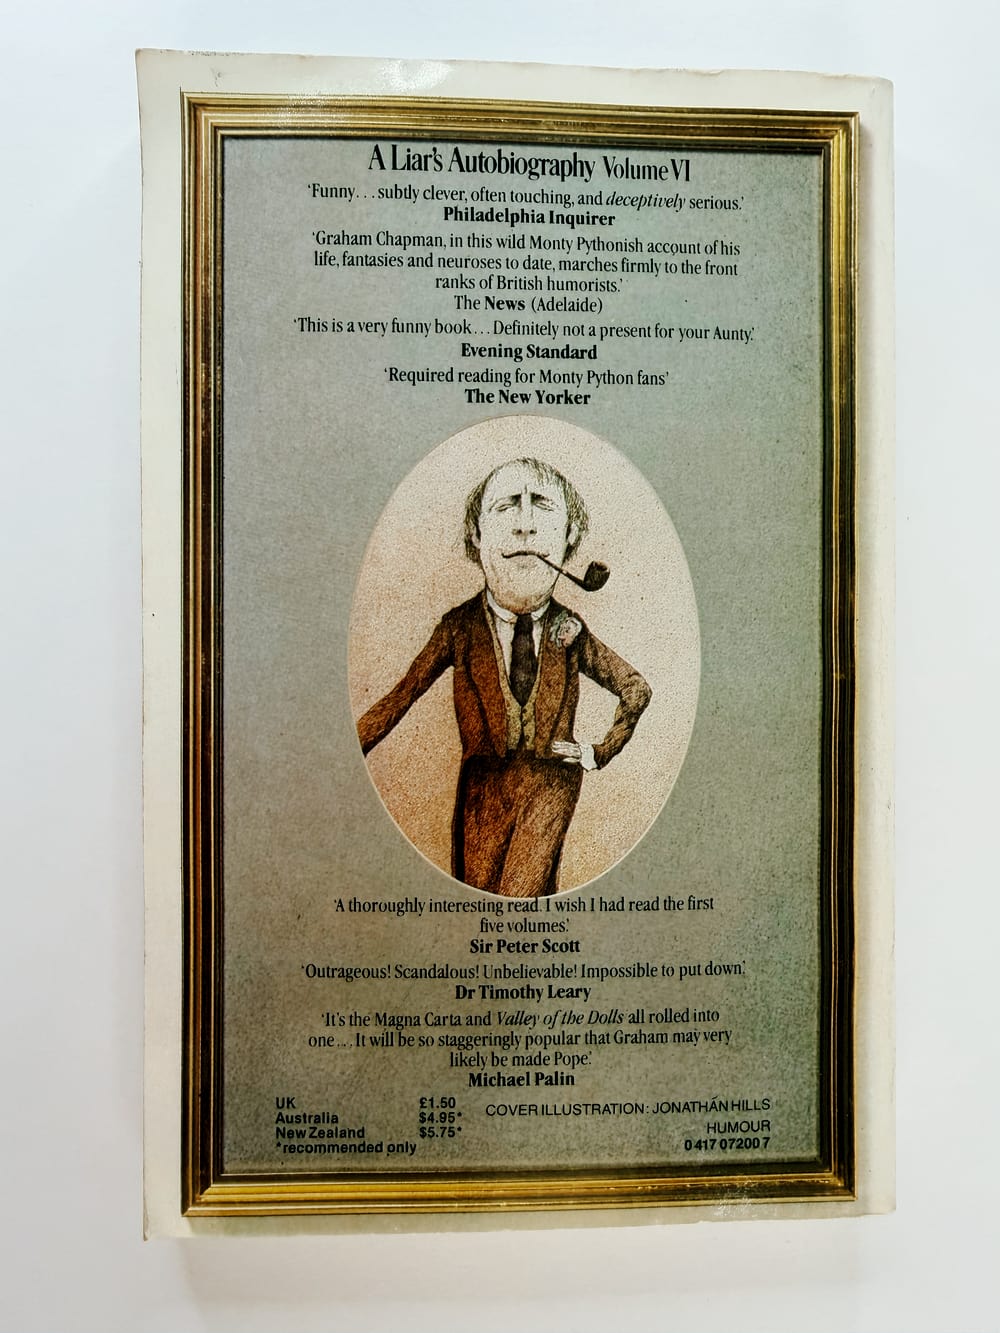 A Liar's Autobiography Volume VI
'Funny... subtly clever, often touching, and deceptively serious.'
Philadelphia Inquirer
'Graham Chapman, in this wild Monty Pythonish account of his
life, fantasies and neuroses to date, marches firmly to the front
ranks of British humorists.'
The News (Adelaide)
'This is a very funny book... Definitely not a present for your Aunty.'
Evening Standard
'Required reading for Monty Python fans'
The New Yorker
'A thoroughly interesting read. I wish I had read the first
five volumes.'
Sir Peter Scott
'Outrageous! Scandalous! Unbelievable! Impossible to put down.'
Dr Timothy Leary
'It's the Magna Carta and Valley of the Dolls all rolled into
one... It will be so staggeringly popular that Graham may very
likely be made Pope.'
Michael Palin
UK £1.50
Australia $4.95*
New Zealand $5.75*
*recommended only
COVER ILLUSTRATION: JONATHAN HILLS
HUMOUR
0 417 07200 7